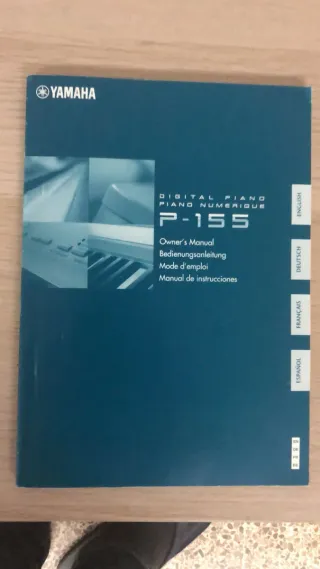 YAMAHA
DIGITAL PIANO
PIANO NUMERIQUE
P-155
Owner's Manual
Bedienungsanleitung
Mode d'emploi
Manual de instrucciones
ENGLISH
DEUTSCH
FRANÇAIS
ESPAÑOL